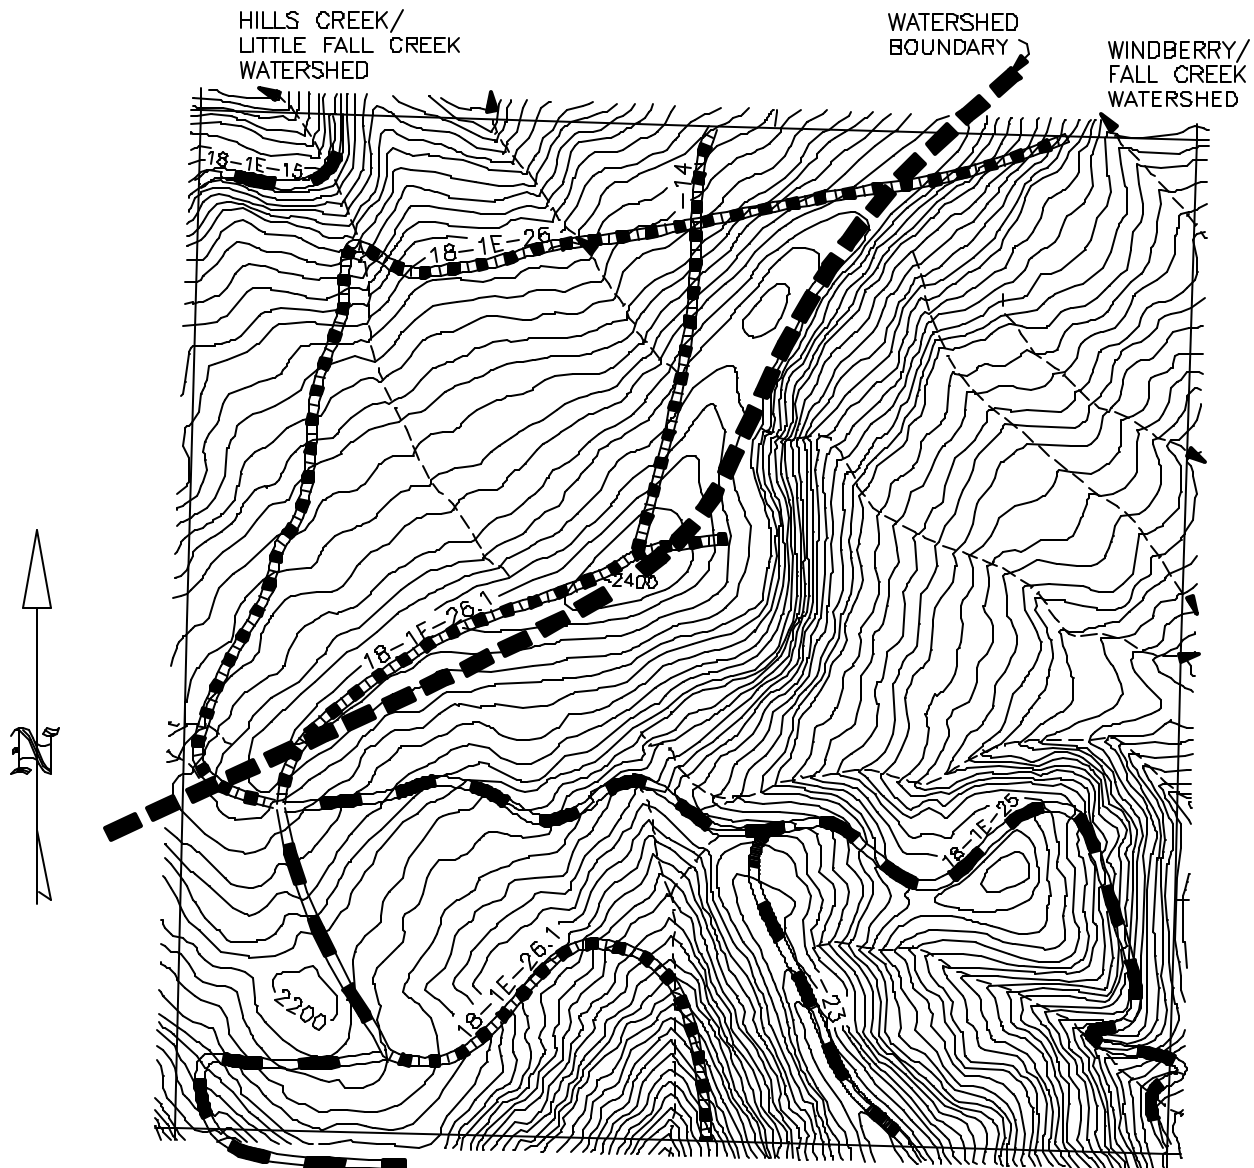 HILLS CREEK/
LITTLE FALL CREEK
WATERSHED
WATERSHED
BOUNDARY
WINDBERRY/
FALL CREEK
WATERSHED
18-1E-15
-14
18-1E-26
-2400
18-1E-26.1
N
18-1E-25
18-1E-26.1
-23
2200